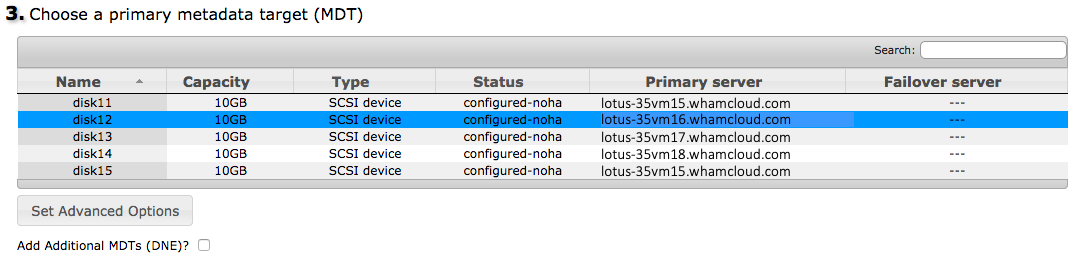 3. Choose a primary metadata target (MDT)
Search:
Name Capacity Type Status Primary server Failover server
disk11 10GB SCSI device configured-noha lotus-35vm15.whamcloud.com ---
disk12 10GB SCSI device configured-noha lotus-35vm16.whamcloud.com ---
disk13 10GB SCSI device configured-noha lotus-35vm17.whamcloud.com ---
disk14 10GB SCSI device configured-noha lotus-35vm18.whamcloud.com ---
disk15 10GB SCSI device configured-noha lotus-35vm15.whamcloud.com ---
Set Advanced Options
Add Additional MDTs (DNE)?